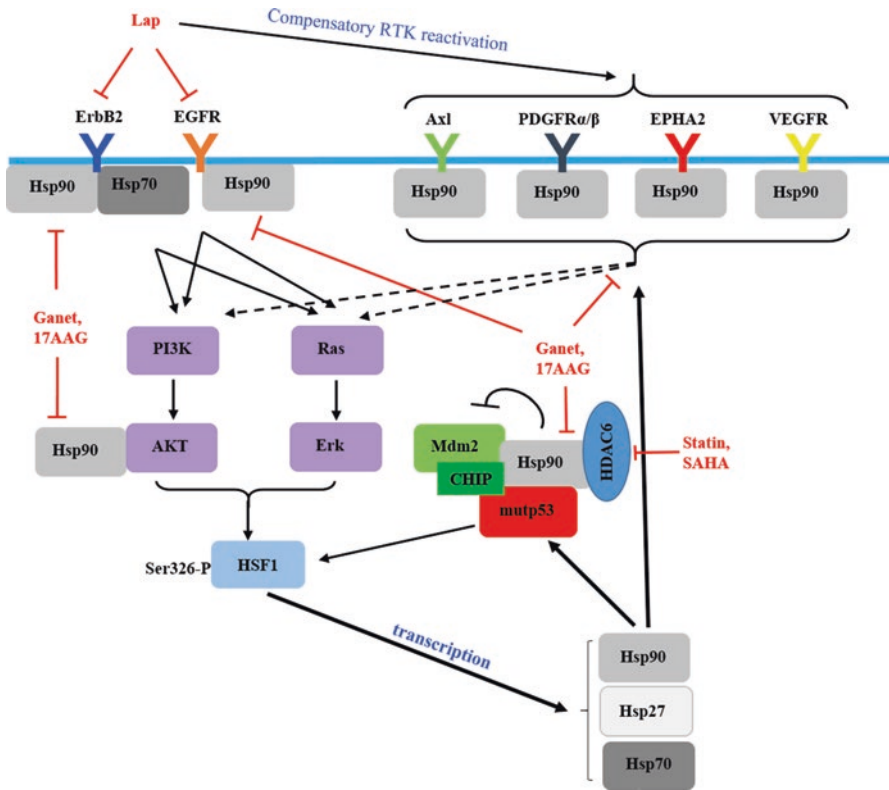 Lap
Compensatory RTK reactivation
ErbB2
EGFR
Axl
PDGFRα/β
EPHA2
VEGFR
Hsp90
Hsp70
Hsp90
Hsp90
Hsp90
Hsp90
Hsp90
Ganet,
17AAG
PI3K
Ras
Ganet,
17AAG
Hsp90
AKT
Erk
Mdm2
Hsp90
HDAC6
Statin,
SAHA
CHIP
mutp53
Ser326-P
HSF1
transcription
Hsp90
Hsp27
Hsp70